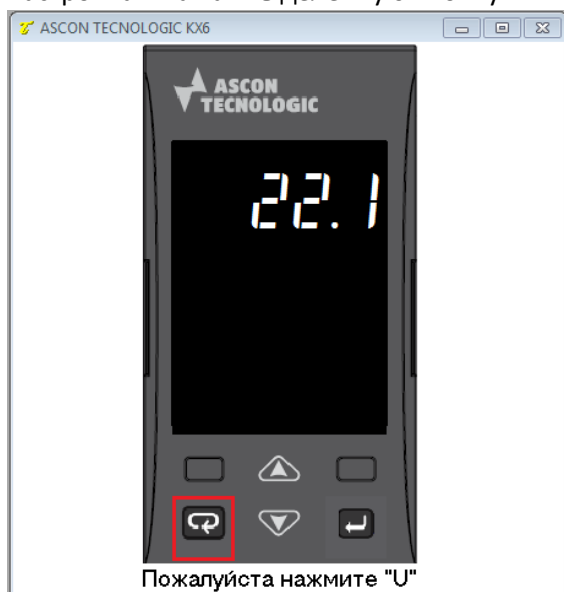 ASCON TECNOLOGIC KX6
ASCON
TECNOLOGIC
22.1
Пожалуйста нажмите "U"